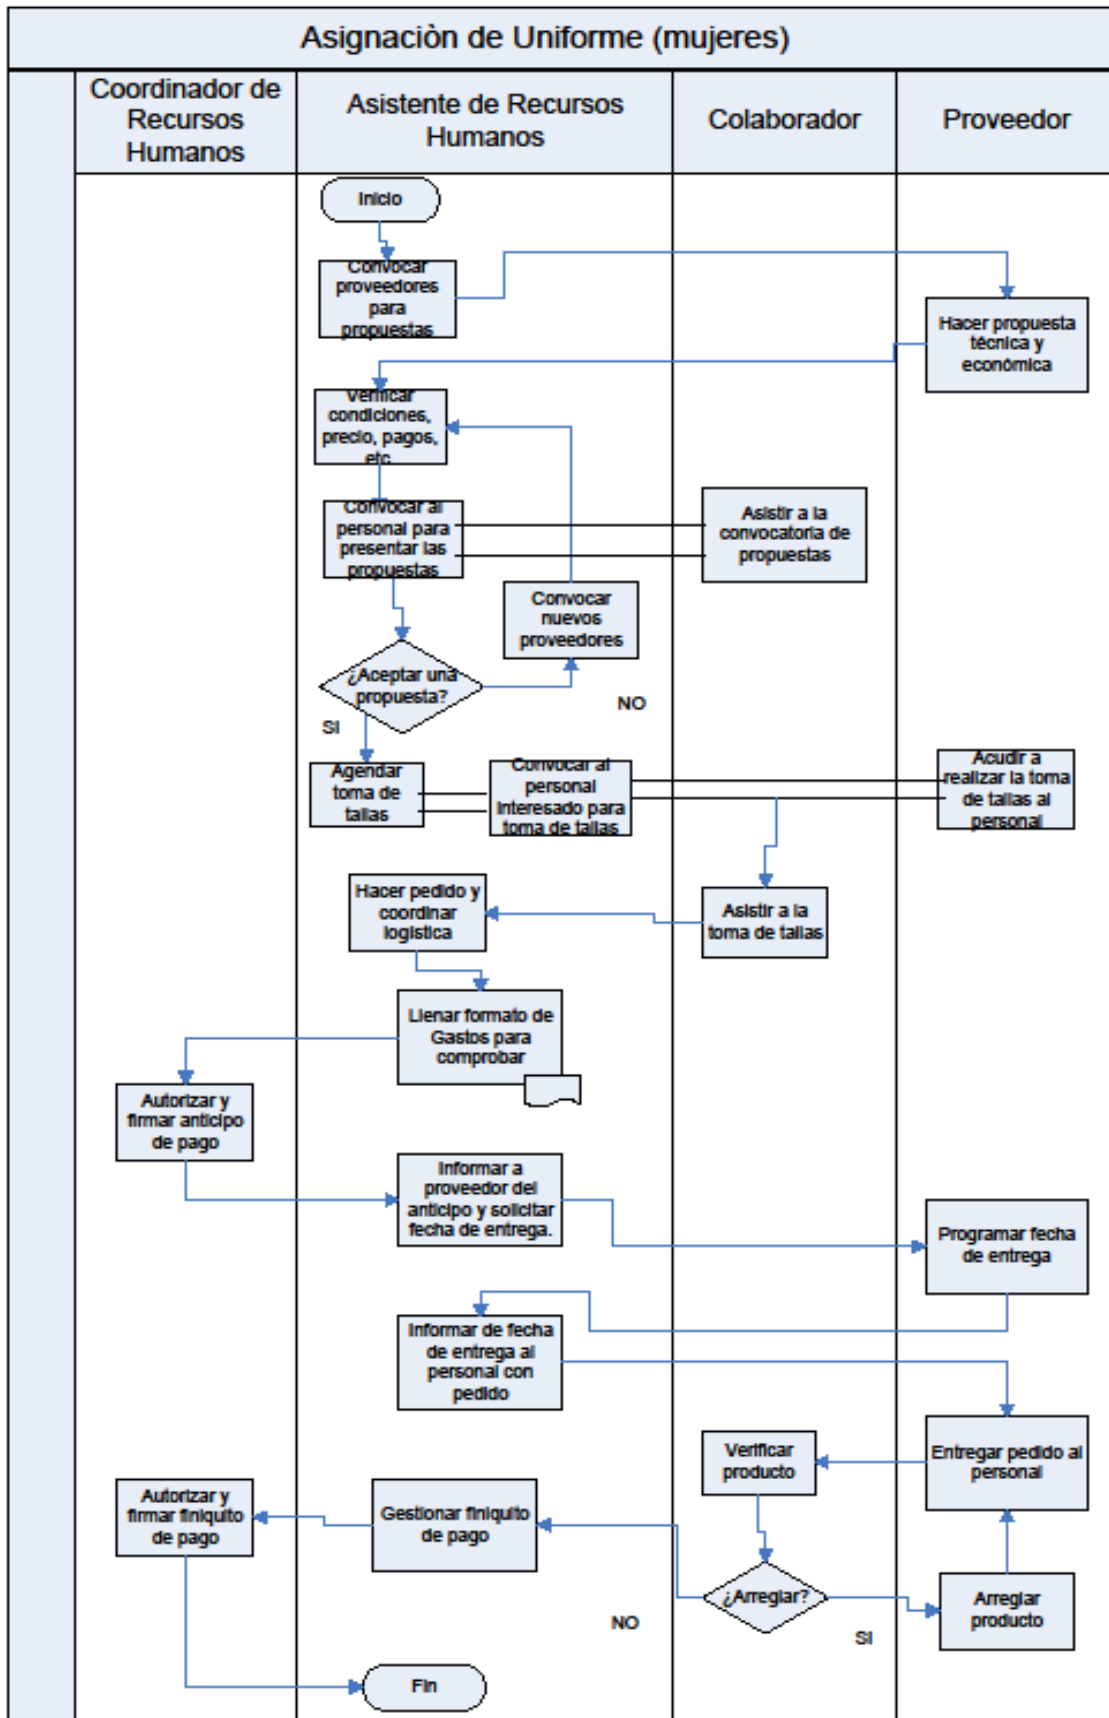 Asignaciòn de Uniforme (mujeres)
Coordinador de
Recursos
Humanos
Asistente de Recursos
Humanos
Colaborador
Proveedor
Inicio
Convocar
proveedores
para
propuestas
Hacer propuesta
técnica y
económica
Verificar
condiciones,
precio, pagos,
etc
Convocar al
personal para
presentar las
propuestas
Asistir a la
convocatoria de
propuestas
Convocar
nuevos
proveedores
¿Aceptar una
propuesta?
NO
SI
Agendar
toma de
tallas
Convocar al
personal
Interesado para
toma de tallas
Acudir a
realizar la toma
de tallas al
personal
Hacer pedido y
coordinar
logística
Asistir a la
toma de tallas
Llenar formato de
Gastos para
comprobar
Autorizar y
firmar anticipo
de pago
Informar a
proveedor del
anticipo y solicitar
fecha de entrega.
Programar fecha
de entrega
Informar de fecha
de entrega al
personal con
pedido
Verificar
producto
Entregar pedido al
personal
Autorizar y
firmar finiquito
de pago
Gestionar finiquito
de pago
¿Arreglar?
Arreglar
producto
NO
SI
Fin